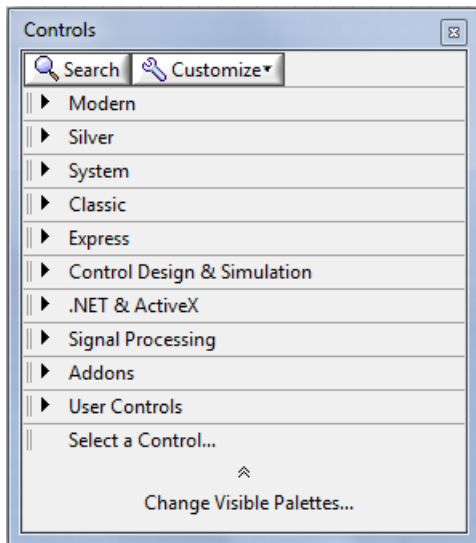 Controls
Search Customize
Modern
Silver
System
Classic
Express
Control Design & Simulation
.NET & ActiveX
Signal Processing
Addons
User Controls
Select a Control...
Change Visible Palettes...